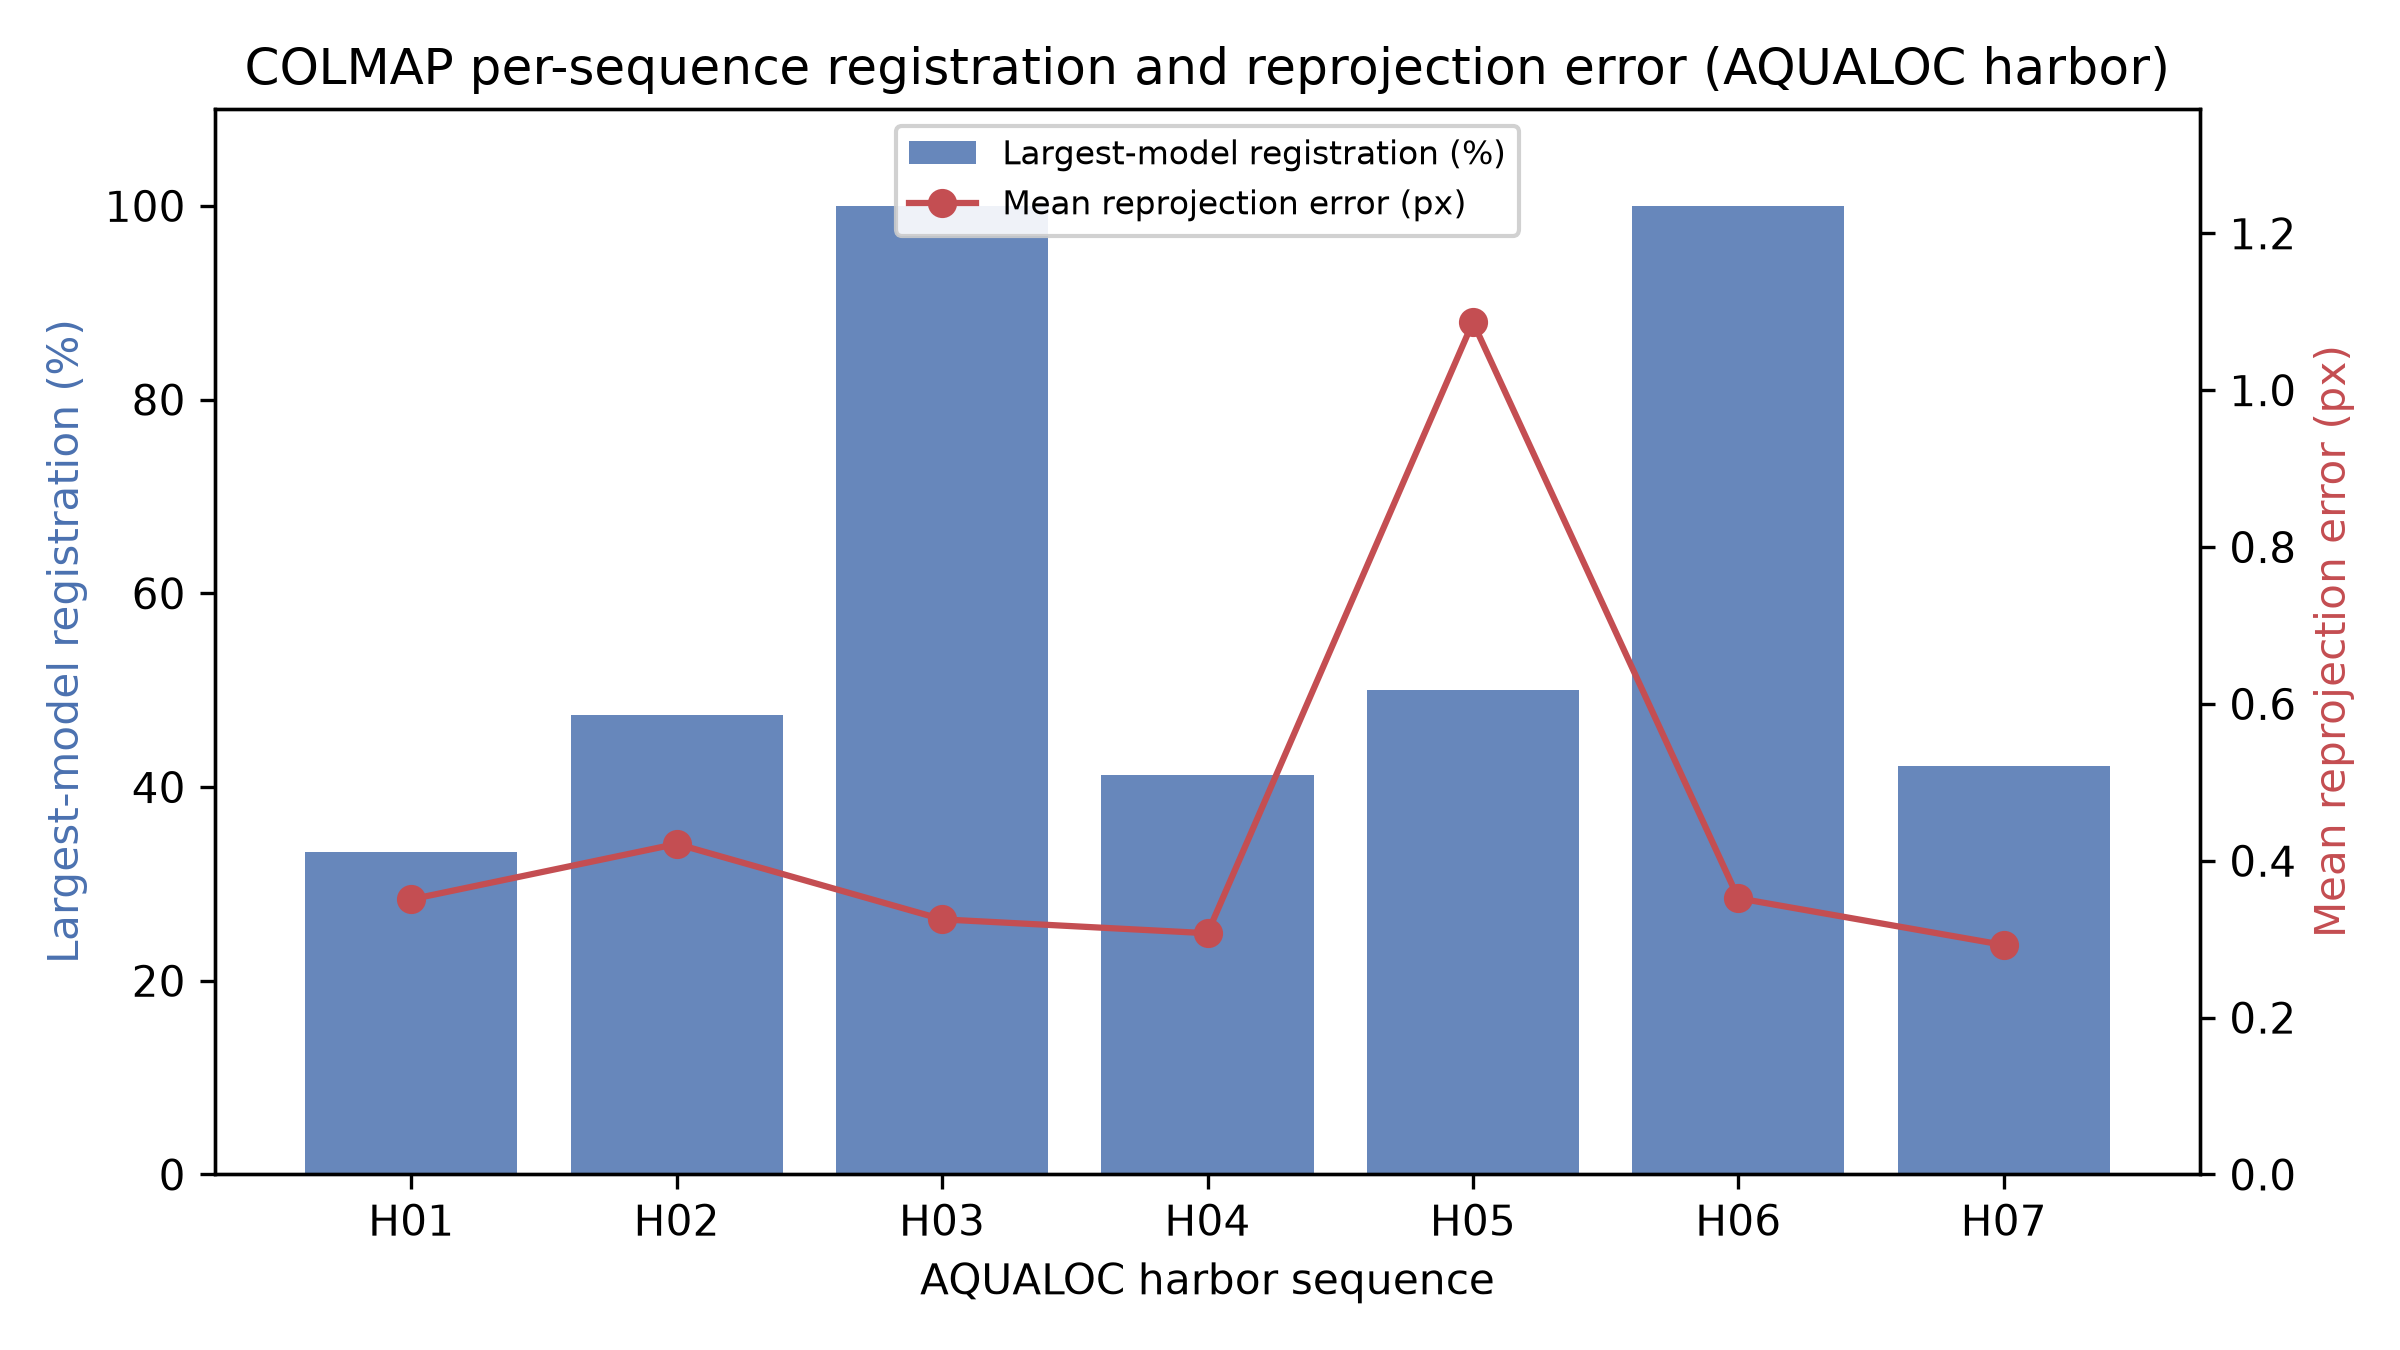 COLMAP per-sequence registration and reprojection error (AQUALOC harbor)
Largest-model registration (%)
Mean reprojection error (px)
Largest-model registration (%)
100
80
60
40
20
0
1.2
1.0
0.8
0.6
0.4
0.2
0.0
Mean reprojection error (px)
H01 H02 H03 H04 H05 H06 H07
AQUALOC harbor sequence